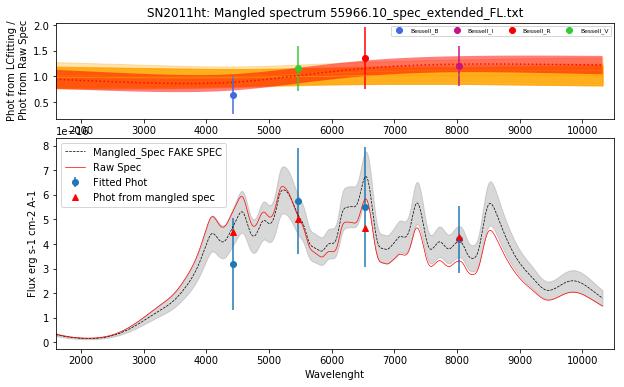 SN2011ht: Mangled spectrum 55966.10_spec_extended_FL.txt
Phot from LCfitting /
Phot from Raw Spec
2.0
1.5
1.0
0.5
Bessell_B
Bessell_I
Bessell_R
Bessell_V
2000 3000 4000 5000 6000 7000 8000 9000 10000
1e−16
Flux erg s-1 cm-2 A-1
8
7
6
5
4
3
2
1
0
Mangled_Spec FAKE SPEC
Raw Spec
Fitted Phot
Phot from mangled spec
2000 3000 4000 5000 6000 7000 8000 9000 10000
Wavelenght